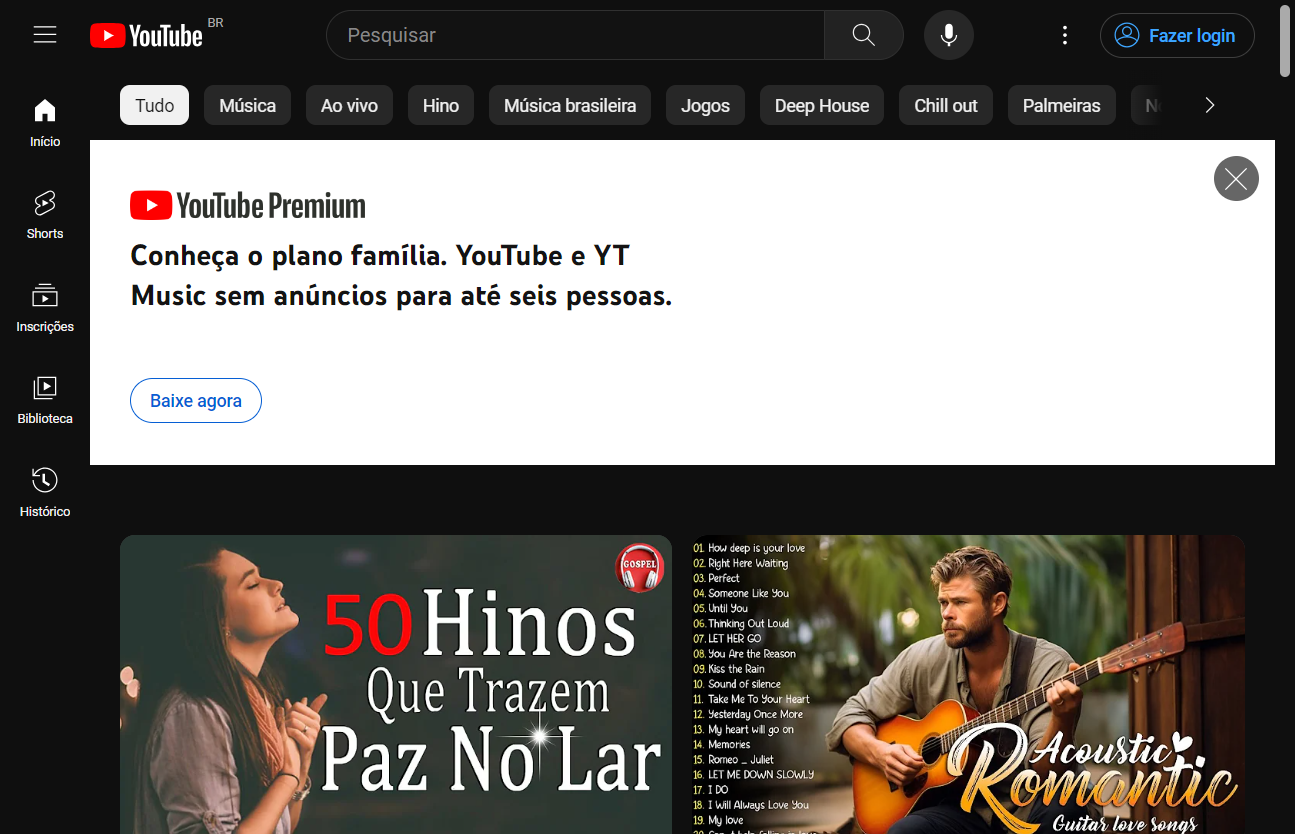 YouTube BR
Pesquisar
Fazer login
Tudo
Música
Ao vivo
Hino
Música brasileira
Jogos
Deep House
Chill out
Palmeiras
Início
Shorts
Inscrições
Biblioteca
Histórico
YouTube Premium
Conheça o plano família. YouTube e YT
Music sem anúncios para até seis pessoas.
Baixe agora
GOSPEL
50 Hinos
Que Trazem
Paz No Lar
01. How deep is your love
02. Right Here Waiting
03. Perfect
04. Someone Like You
05. Until You
06. Thinking Out Loud
07. LET HER GO
08. You Are the Reason
09. Kiss the Rain
10. Sound of silence
11. Take Me To Your Heart
12. Yesterday Once More
13. My heart will go on
14. Memories
15. Romeo _ Juliet
16. LET ME DOWN SLOWLY
17. I DO
18. I Will Always Love You
19. My love
Acoustic
Romantic
Guitar love songs